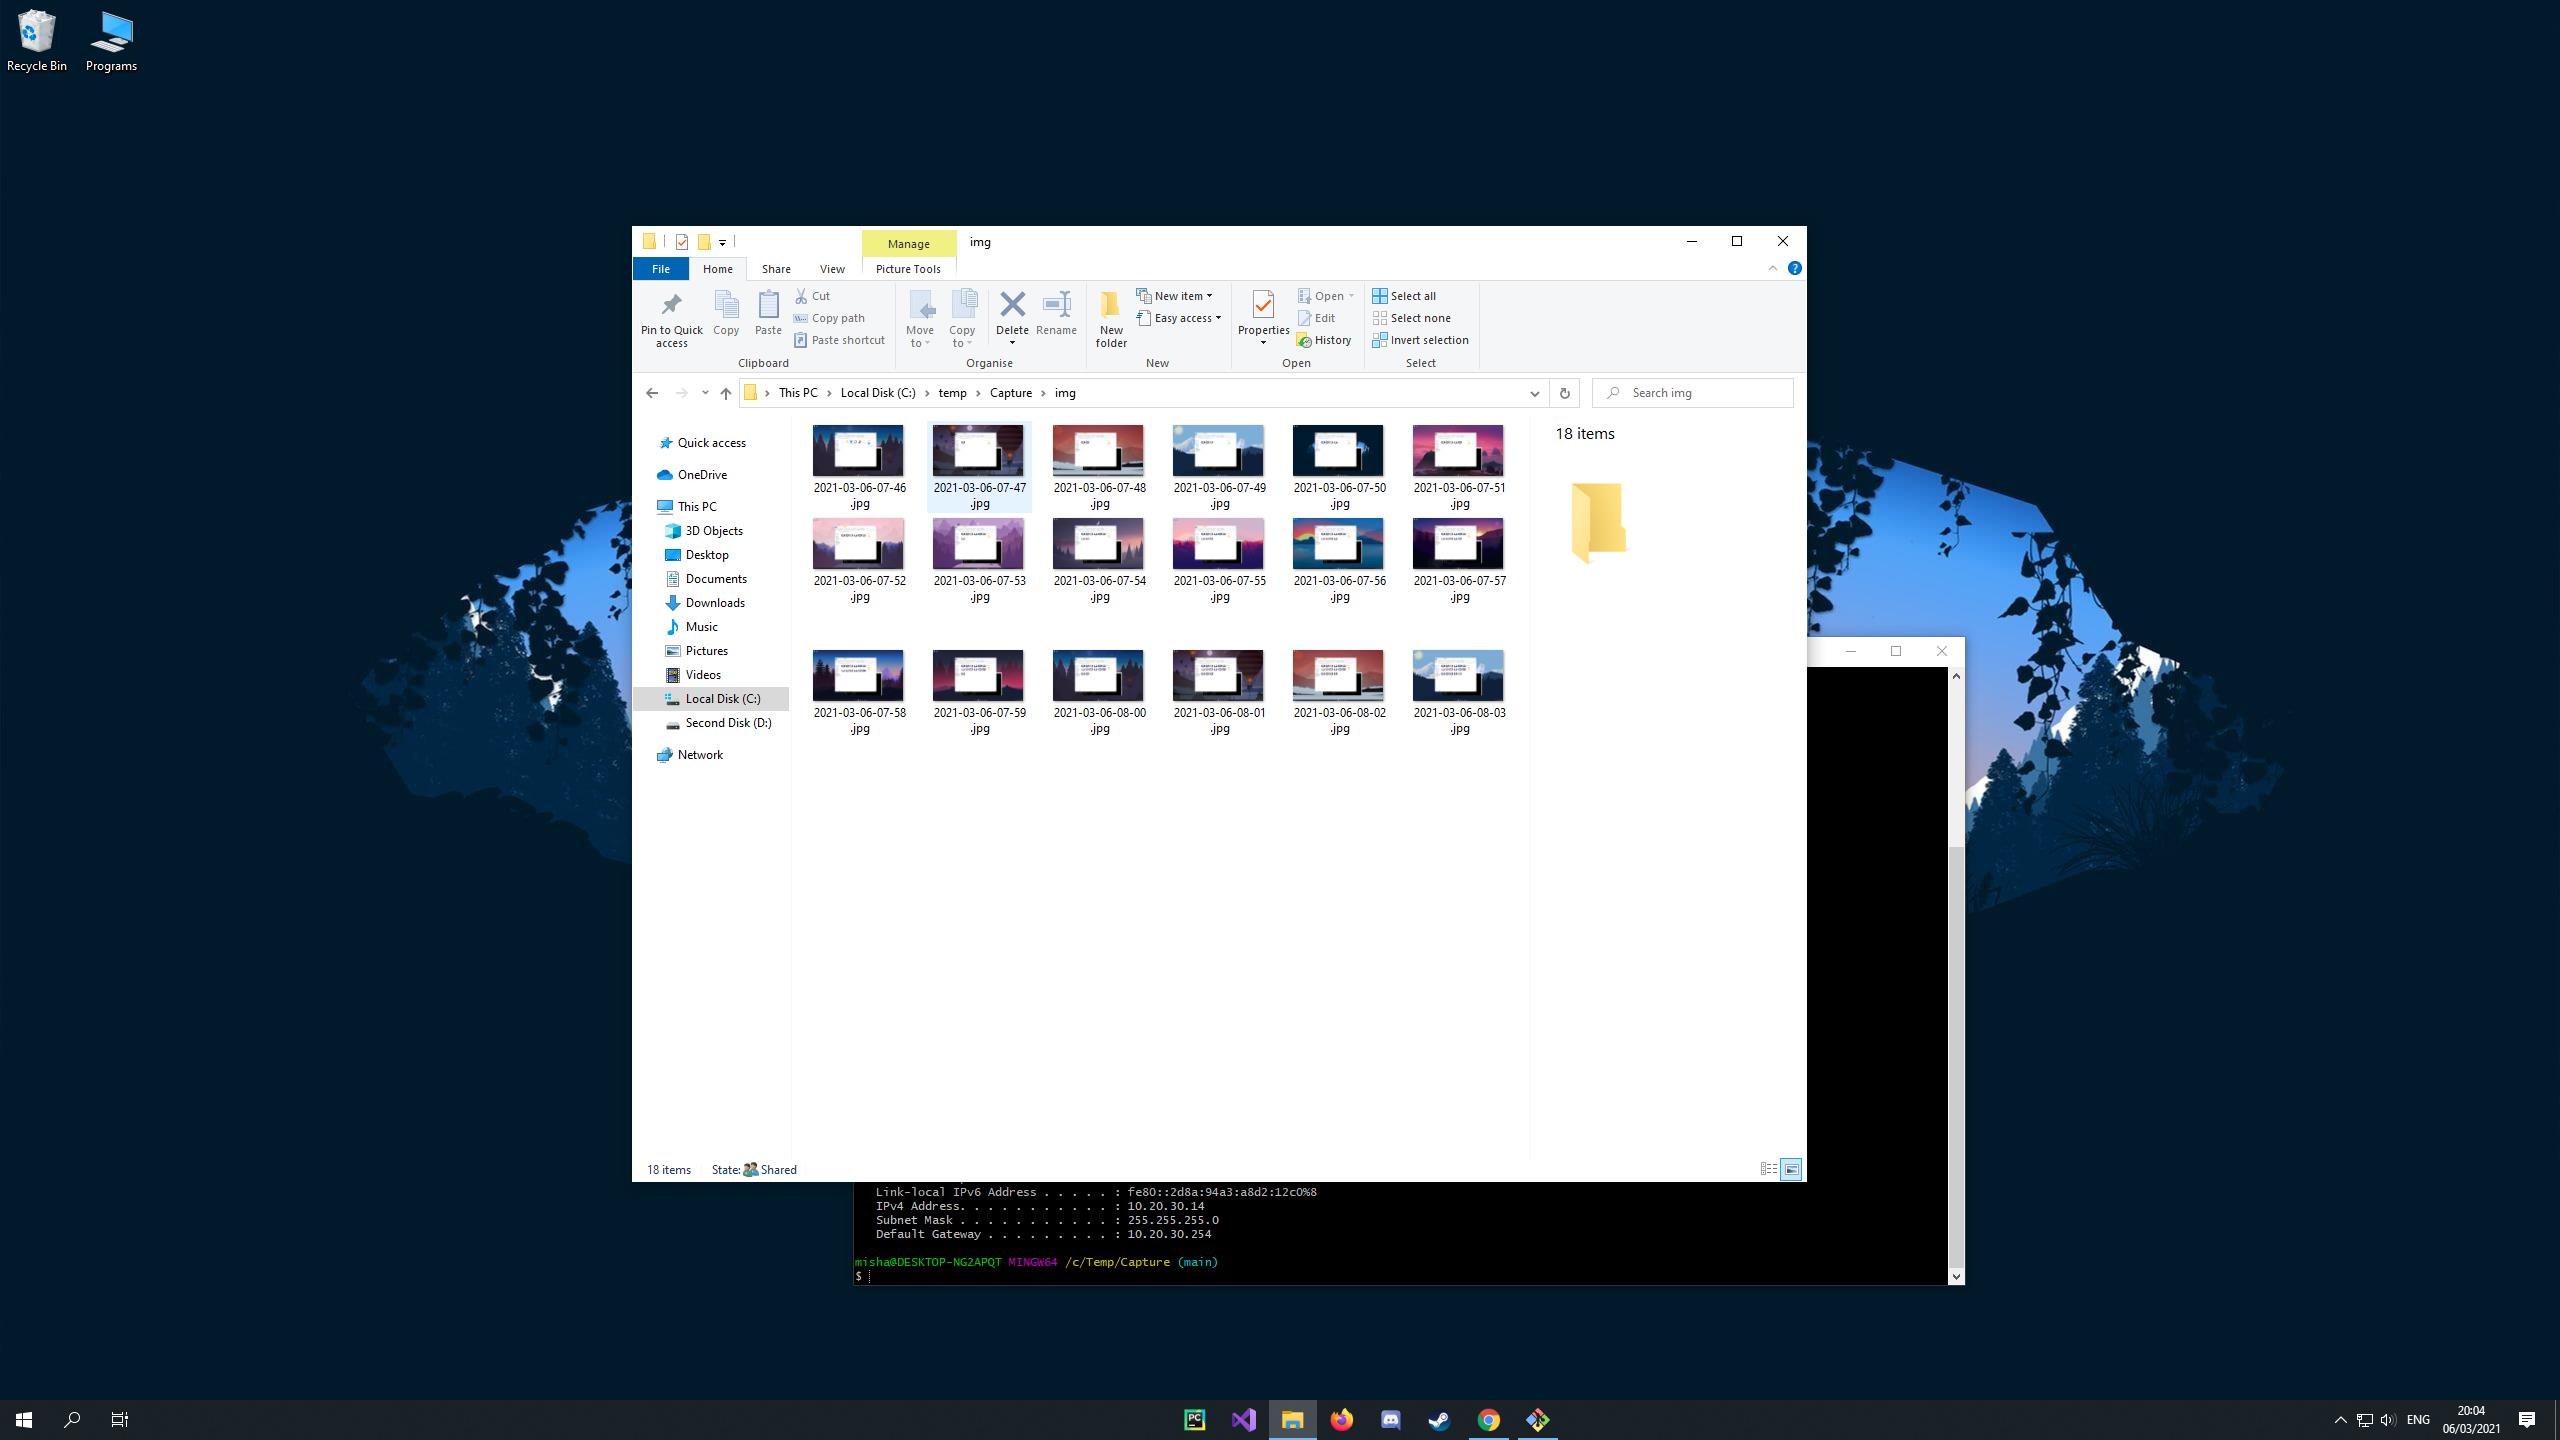 Recycle Bin
Programs
Manage
img
File
Home
Share
View
Picture Tools
Pin to Quick access
Copy
Paste
Cut
Copy path
Paste shortcut
Clipboard
Move to
Copy to
Delete
Rename
Organise
New folder
New item
Easy access
New
Properties
Open
Edit
History
Open
Select all
Select none
Invert selection
Select
This PC
Local Disk (C:)
temp
Capture
img
Search img
Quick access
OneDrive
This PC
3D Objects
Desktop
Documents
Downloads
Music
Pictures
Videos
Local Disk (C:)
Second Disk (D:)
Network
2021-03-06-07-46.jpg
2021-03-06-07-47.jpg
2021-03-06-07-48.jpg
2021-03-06-07-49.jpg
2021-03-06-07-50.jpg
2021-03-06-07-51.jpg
2021-03-06-07-52.jpg
2021-03-06-07-53.jpg
2021-03-06-07-54.jpg
2021-03-06-07-55.jpg
2021-03-06-07-56.jpg
2021-03-06-07-57.jpg
2021-03-06-07-58.jpg
2021-03-06-07-59.jpg
2021-03-06-08-00.jpg
2021-03-06-08-01.jpg
2021-03-06-08-02.jpg
2021-03-06-08-03.jpg
18 items
18 items
State: Shared
Link-local IPv6 Address . . . . . : fe80::2d8a:94a3:a8d2:12c0%8
IPv4 Address. . . . . . . . . . . : 10.20.30.14
Subnet Mask . . . . . . . . . . . : 255.255.255.0
Default Gateway . . . . . . . . . : 10.20.30.254
misha@DESKTOP-NG2APQT MINGW64 /c/Temp/Capture (main)
$
PC
ENG
20:04
06/03/2021